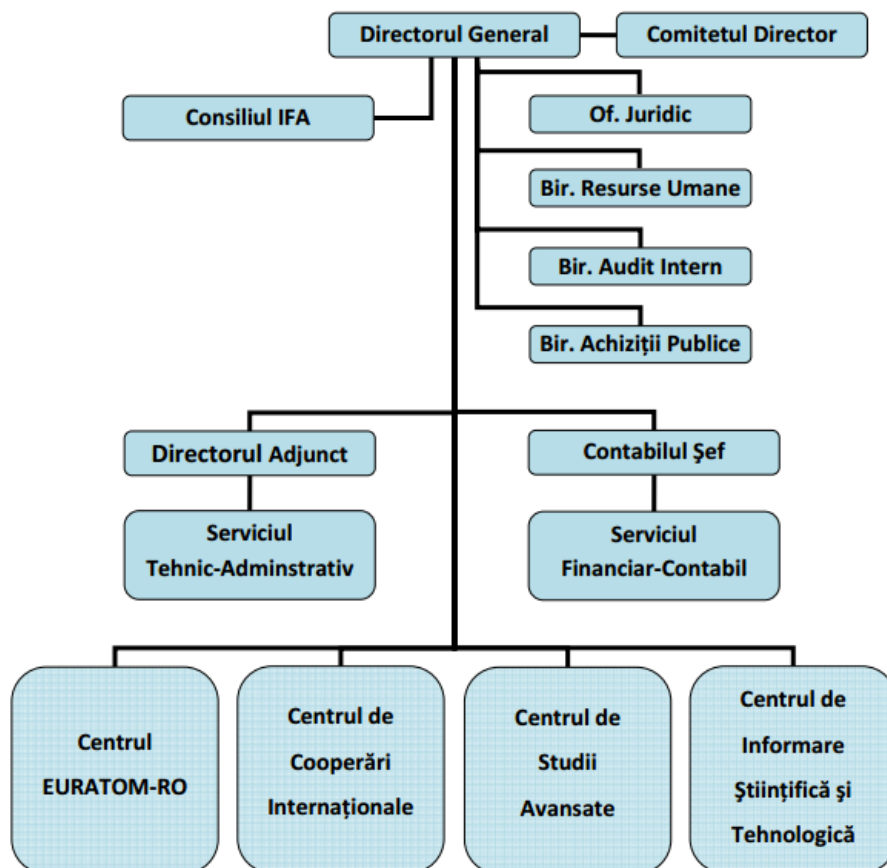 Directorul General
Comitetul Director
Consiliul IFA
Of. Juridic
Bir. Resurse Umane
Bir. Audit Intern
Bir. Achiziții Publice
Directorul Adjunct
Contabilul Şef
Serviciul
Tehnic-Adminstrativ
Serviciul
Financiar-Contabil
Centrul
EURATOM-RO
Centrul de
Cooperări
Internaționale
Centrul de
Studii
Avansate
Centrul de
Informare
Ştiințifică și
Tehnologică